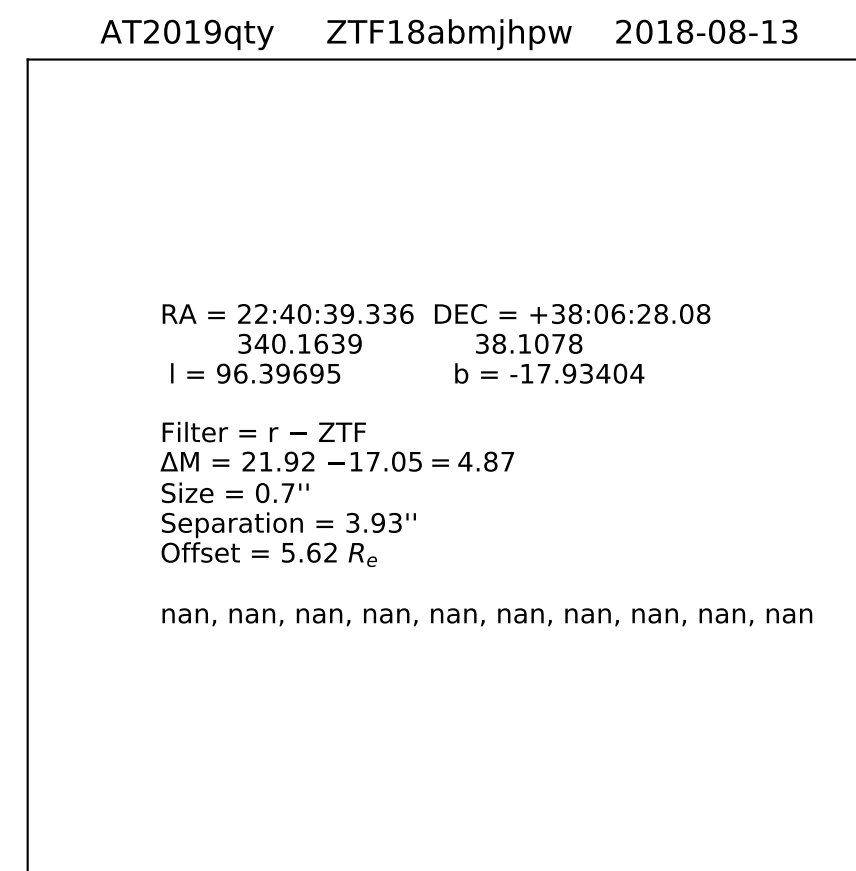 AT2019qty ZTF18abmjhpw 2018-08-13
RA = 22:40:39.336 DEC = +38:06:28.08
340.1639 38.1078
l = 96.39695 b = -17.93404
Filter = r − ZTF
ΔM = 21.92 −17.05 = 4.87
Size = 0.7''
Separation = 3.93''
Offset = 5.62 Rₑ
nan, nan, nan, nan, nan, nan, nan, nan, nan, nan